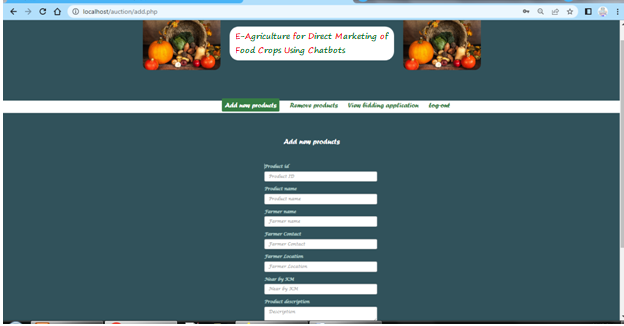 localhost/auction/add.php
E-Agriculture for Direct Marketing of
Food Crops Using Chatbots
Add new products Remove products View bidding application Log-out
Add new products
Product id
Product ID
Product name
Product name
Farmer name
Farmer name
Farmer Contact
Farmer Contact
Farmer Location
Farmer Location
Near by KM
Near by KM
Product decription
Decription